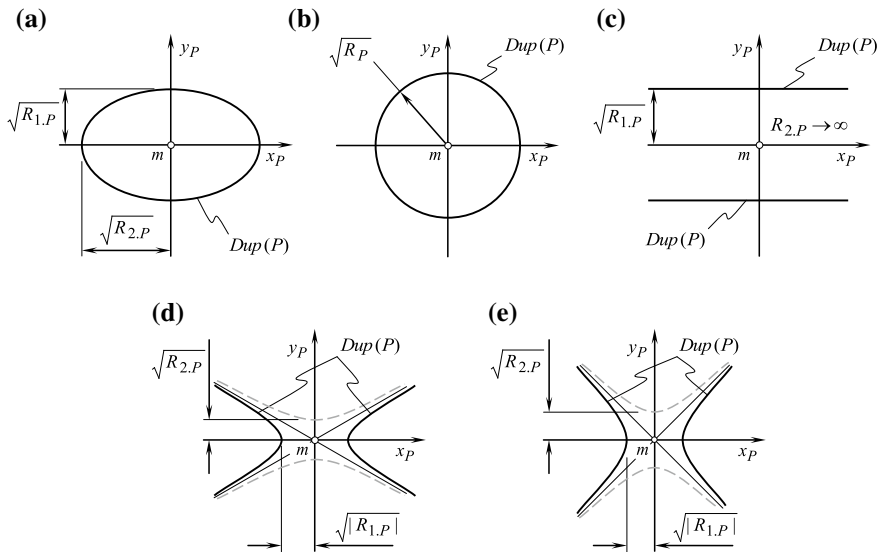 (a)
y_P
√R_{1.P}
m
x_P
√R_{2.P}
Dup(P)
(b)
√R_P
y_P
Dup(P)
m
x_P
(c)
y_P
Dup(P)
√R_{1.P}
R_{2.P} → ∞
m
x_P
Dup(P)
(d)
y_P
Dup(P)
√R_{2.P}
m
x_P
√|R_{1.P}|
(e)
y_P
Dup(P)
√R_{2.P}
m
x_P
√|R_{1.P}|